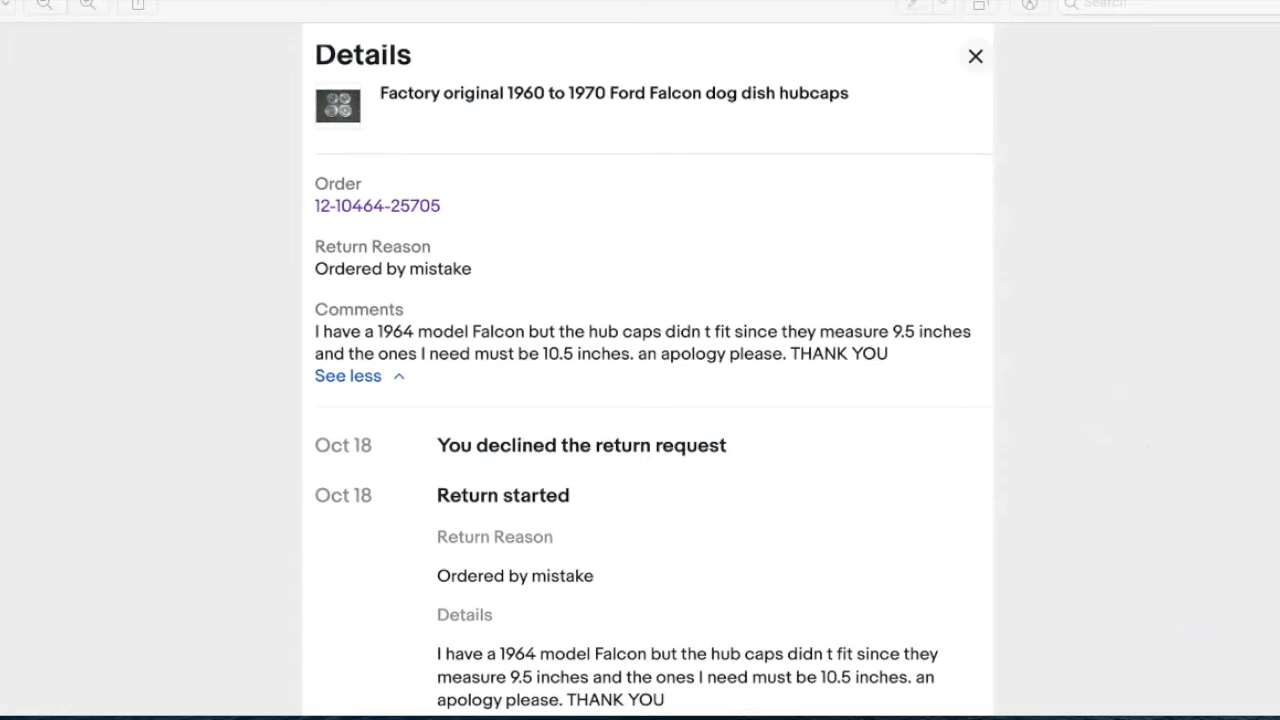 Search
Details
Factory original 1960 to 1970 Ford Falcon dog dish hubcaps
Order
12-10464-25705
Return Reason
Ordered by mistake
Comments
I have a 1964 model Falcon but the hub caps didn t fit since they measure 9.5 inches
and the ones I need must be 10.5 inches. an apology please. THANK YOU
See less
Oct 18 You declined the return request
Oct 18 Return started
Return Reason
Ordered by mistake
Details
I have a 1964 model Falcon but the hub caps didn t fit since they
measure 9.5 inches and the ones I need must be 10.5 inches. an
apology please. THANK YOU